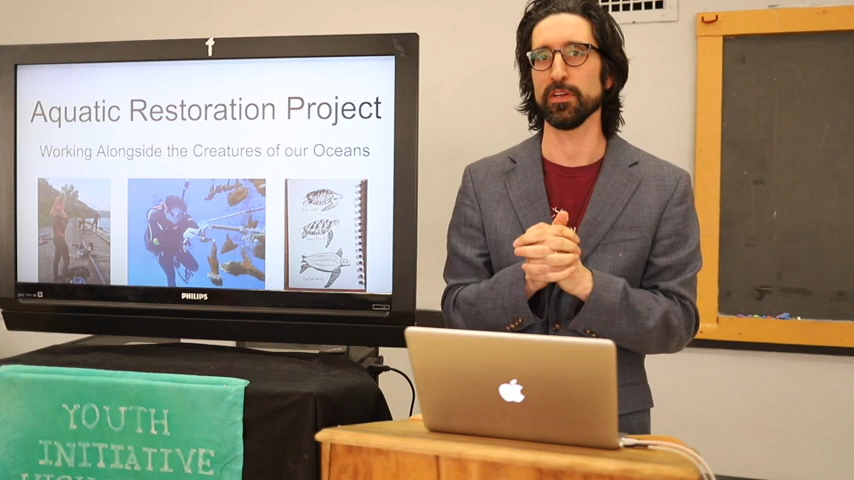 Aquatic Restoration Project
Working Alongside the Creatures of our Oceans
PHILIPS
YOUTH
INITIATIVE